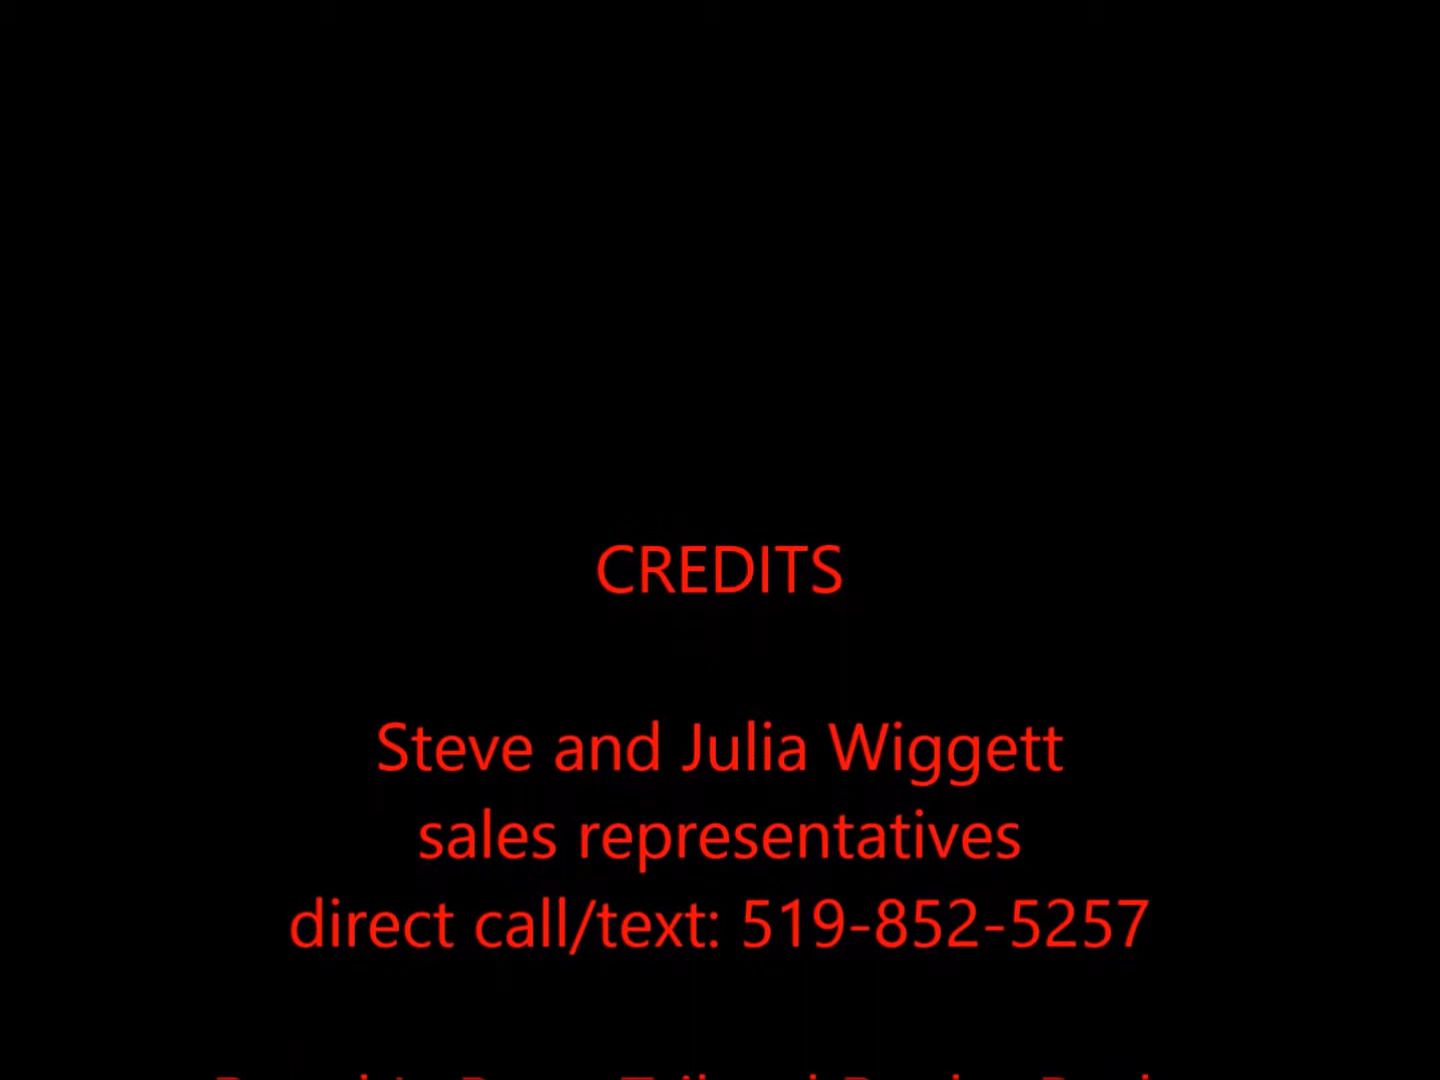 CREDITS
Steve and Julia Wiggett
sales representatives
direct call/text: 519-852-5257